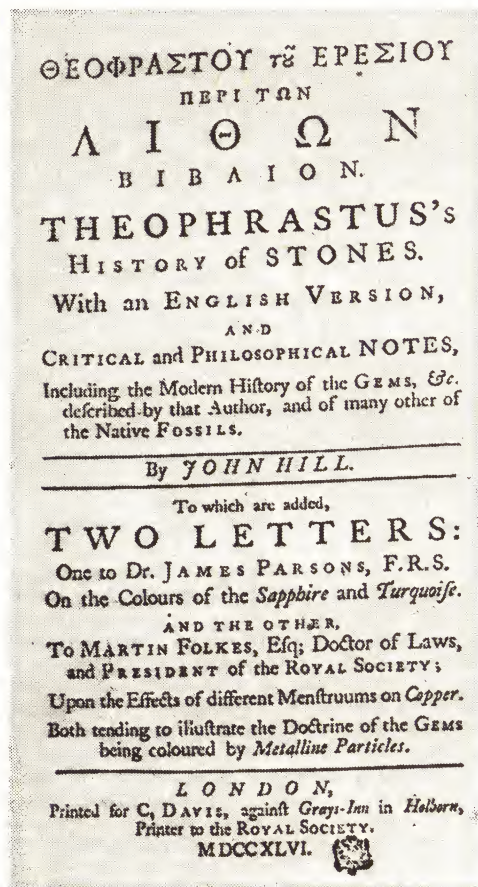 ΘΕΟΦΡΑΣΤΟΥ τȣ͂ ΕΡΕΣΙΟΥ
ΠΕΡΙ ΤΩΝ
ΛΙΘΩΝ
ΒΙΒΛΙΟΝ.
THEOPHRASTUS's
HISTORY of STONES.
With an ENGLISH VERSION,
AND
CRITICAL and PHILOSOPHICAL NOTES,
Including the Modern Hiſtory of the GEMS, &c.
deſcribed by that Author, and of many other of
the Native FOSSILS.
By JOHN HILL.
To which are added,
TWO LETTERS:
One to Dr. JAMES PARSONS, F.R.S.
On the Colours of the Sapphire and Turquoiſe.
AND THE OTHER,
To MARTIN FOLKES, Eſq; Doctor of Laws,
and PRESIDENT of the ROYAL SOCIETY;
Upon the Effects of different Menſtruums on Copper.
Both tending to illuſtrate the Doctrine of the GEMS
being coloured by Metalline Particles.
LONDON,
Printed for C. DAVIS, againſt Grays-Inn in Holborn,
Printer to the ROYAL SOCIETY.
MDCCXLVI.